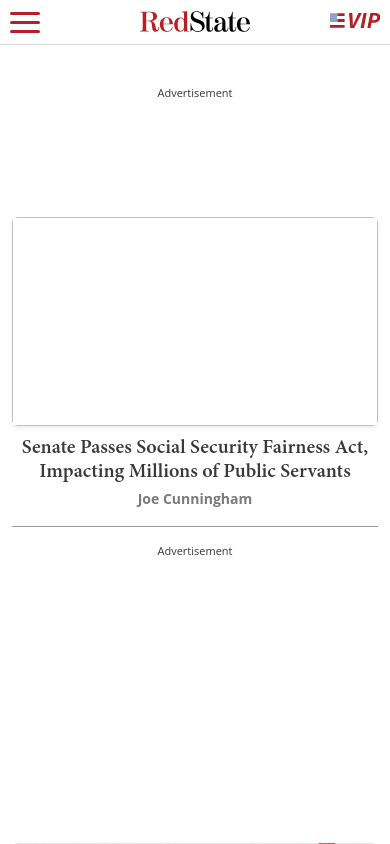 RedState
VIP
Advertisement
Senate Passes Social Security Fairness Act,
Impacting Millions of Public Servants
Joe Cunningham
Advertisement